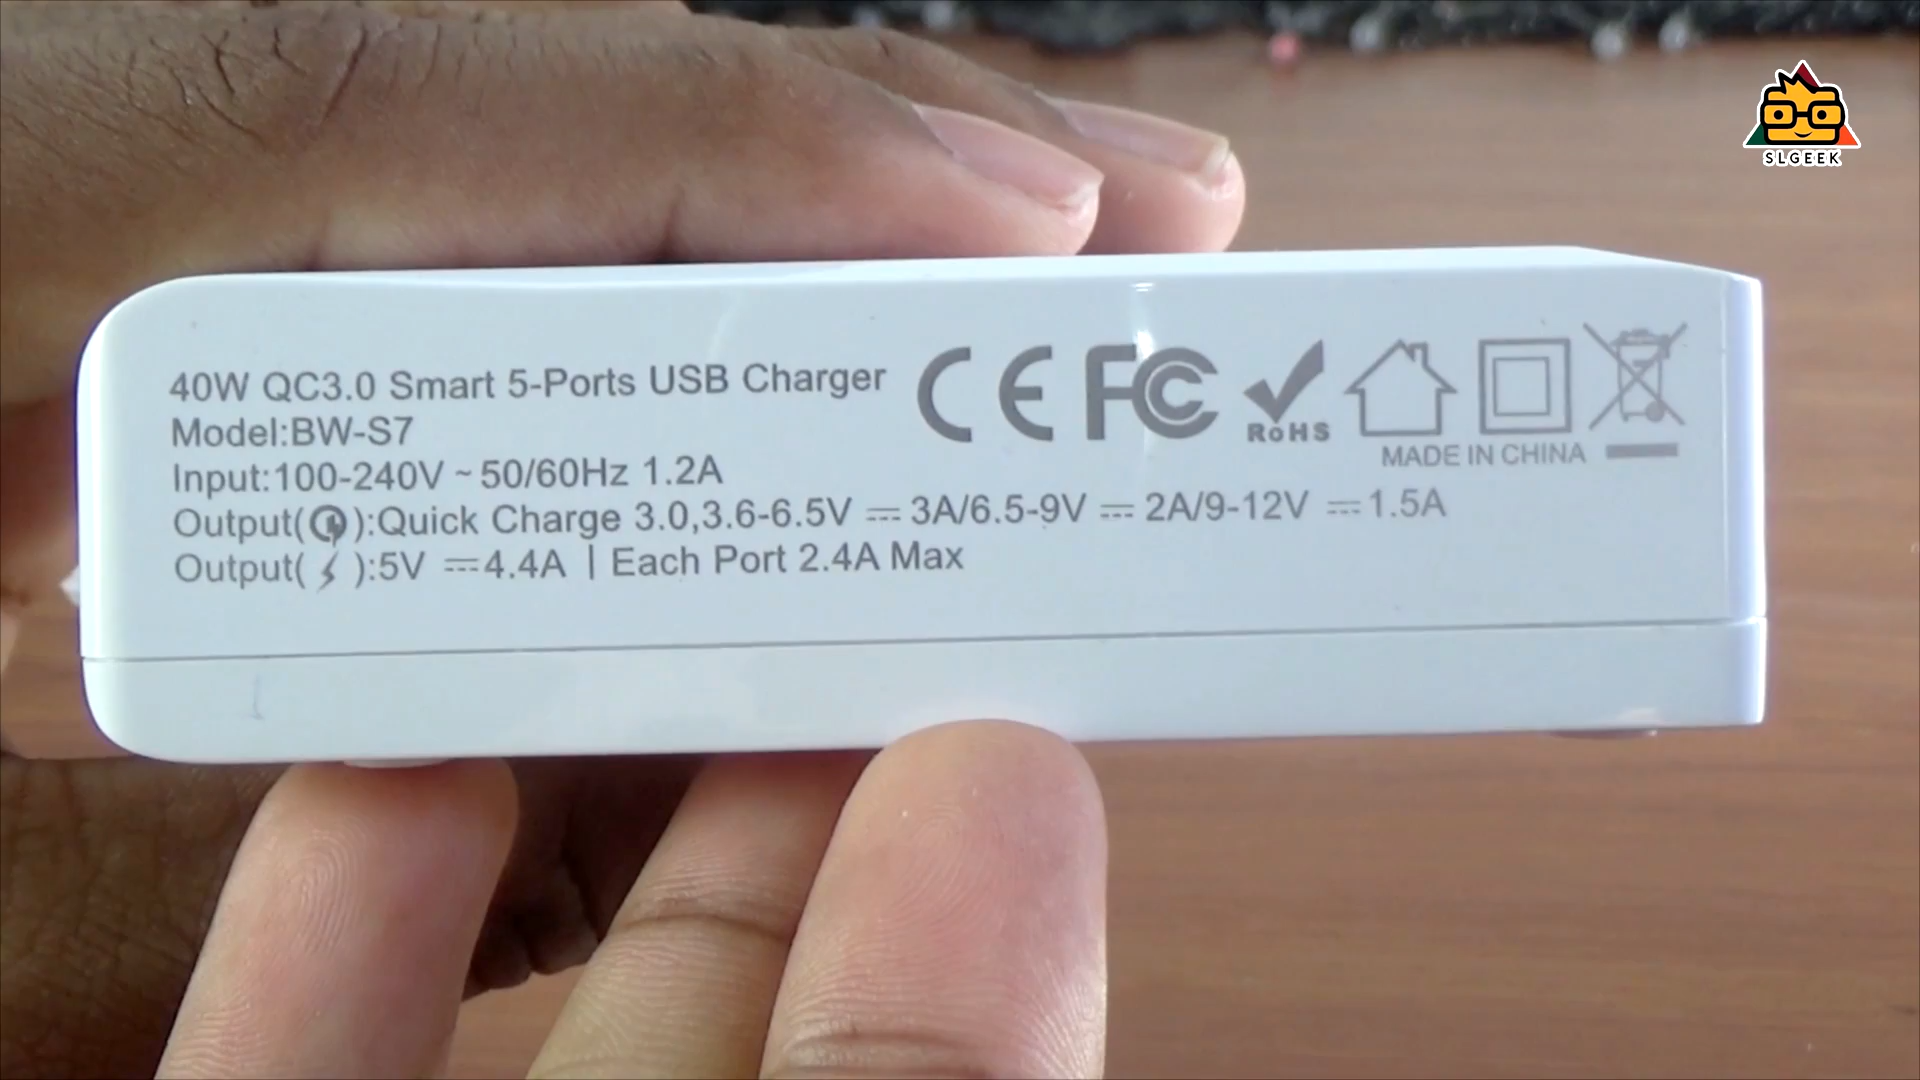 SLGEEK
40W QC3.0 Smart 5-Ports USB Charger
Model:BW-S7
Input:100-240V ~ 50/60Hz 1.2A
Output( ):Quick Charge 3.0,3.6-6.5V ⎓ 3A/6.5-9V ⎓ 2A/9-12V ⎓ 1.5A
Output(⚡):5V ⎓ 4.4A | Each Port 2.4A Max
CE FC RoHS
MADE IN CHINA